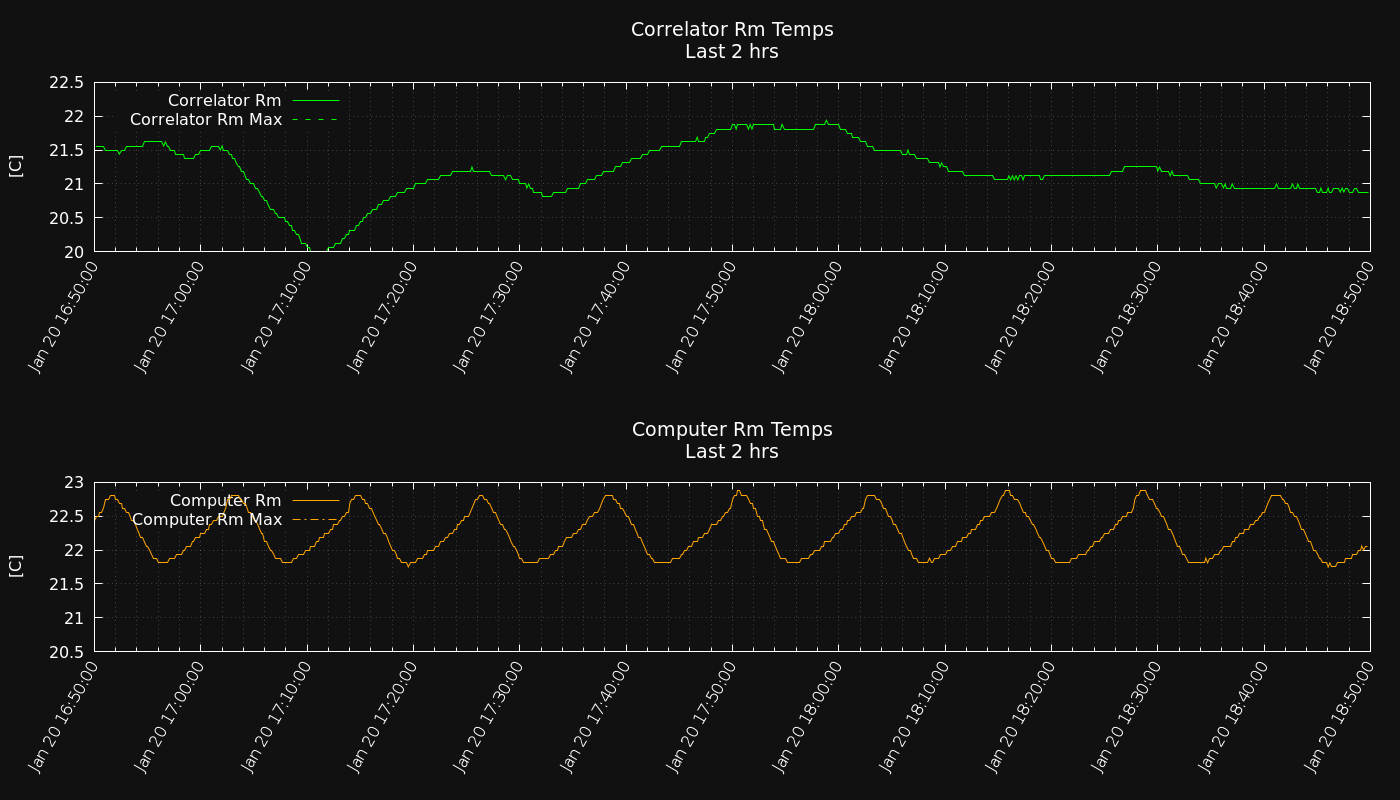 Correlator Rm Temps
Last 2 hrs
22.5
22
21.5
21
20.5
20
[C]
Correlator Rm
Correlator Rm Max
Jan 20 16:50:00
Jan 20 17:00:00
Jan 20 17:10:00
Jan 20 17:20:00
Jan 20 17:30:00
Jan 20 17:40:00
Jan 20 17:50:00
Jan 20 18:00:00
Jan 20 18:10:00
Jan 20 18:20:00
Jan 20 18:30:00
Jan 20 18:40:00
Jan 20 18:50:00
Computer Rm Temps
Last 2 hrs
23
22.5
22
21.5
21
20.5
[C]
Computer Rm
Computer Rm Max
Jan 20 16:50:00
Jan 20 17:00:00
Jan 20 17:10:00
Jan 20 17:20:00
Jan 20 17:30:00
Jan 20 17:40:00
Jan 20 17:50:00
Jan 20 18:00:00
Jan 20 18:10:00
Jan 20 18:20:00
Jan 20 18:30:00
Jan 20 18:40:00
Jan 20 18:50:00